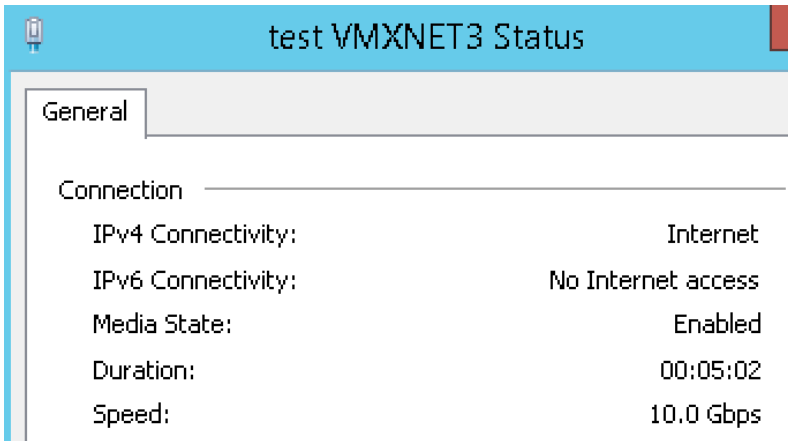 test VMXNET3 Status
General
Connection
IPv4 Connectivity: Internet
IPv6 Connectivity: No Internet access
Media State: Enabled
Duration: 00:05:02
Speed: 10.0 Gbps